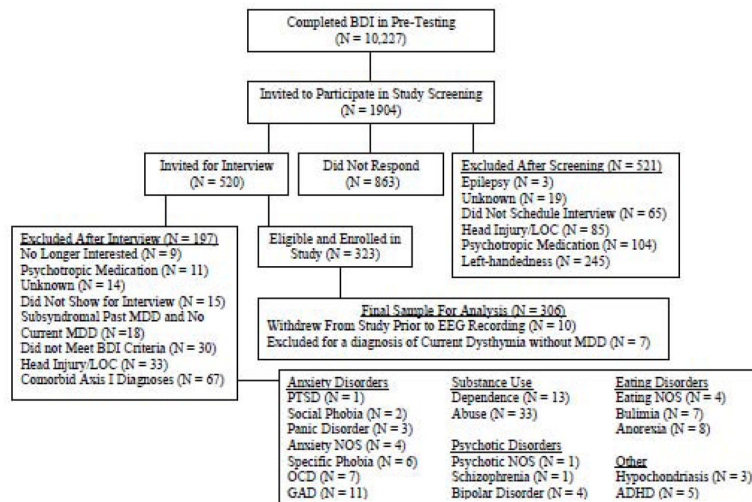 Completed BDI in Pre-Testing
(N = 10,227)
Invited to Participate in Study Screening
(N = 1904)
Invited for Interview
(N = 520)
Did Not Respond
(N = 863)
Excluded After Screening (N = 521)
Epilepsy (N = 3)
Unknown (N = 19)
Did Not Schedule Interview (N = 65)
Head Injury/LOC (N = 85)
Psychotropic Medication (N = 104)
Left-handedness (N = 245)
Excluded After Interview (N = 197)
No Longer Interested (N = 9)
Psychotropic Medication (N = 11)
Unknown (N = 14)
Did Not Show for Interview (N = 15)
Subsyndromal Past MDD and No
Current MDD (N =18)
Did not Meet BDI Criteria (N = 30)
Head Injury/LOC (N = 33)
Comorbid Axis I Diagnoses (N = 67)
Eligible and Enrolled in
Study (N = 323)
Final Sample For Analysis (N = 306)
Withdrew From Study Prior to EEG Recording (N = 10)
Excluded for a diagnosis of Current Dysthymia without MDD (N = 7)
Anxiety Disorders
PTSD (N = 1)
Social Phobia (N = 2)
Panic Disorder (N = 3)
Anxiety NOS (N = 4)
Specific Phobia (N = 6)
OCD (N = 7)
GAD (N = 11)
Substance Use
Dependence (N = 13)
Abuse (N = 33)
Psychotic Disorders
Psychotic NOS (N = 1)
Schizophrenia (N = 1)
Bipolar Disorder (N = 4)
Eating Disorders
Eating NOS (N = 4)
Bulimia (N = 7)
Anorexia (N = 8)
Other
Hypochondriasis (N = 3)
ADHD (N = 5)